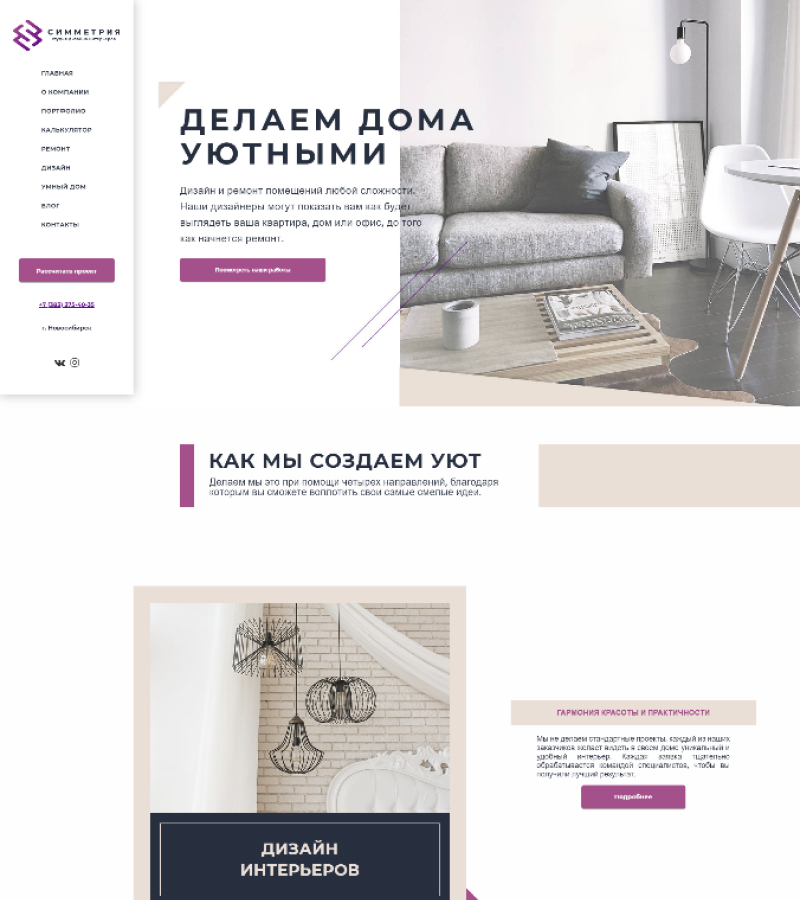 СИММЕТРИЯ
ГЛАВНАЯ
О КОМПАНИИ
ПОРТФОЛИО
КАЛЬКУЛЯТОР
РЕМОНТ
ДИЗАЙН
УМНЫЙ ДОМ
БЛОГ
КОНТАКТЫ
Рассчитать проект
+7 (383) 375-40-35
г. Новосибирск
ДЕЛАЕМ ДОМА
УЮТНЫМИ
Дизайн и ремонт помещений любой сложности.
Наши дизайнеры могут показать вам как будет
выглядеть ваша квартира, дом или офис, до того
как начнется ремонт.
Посмотреть наши работы
КАК МЫ СОЗДАЕМ УЮТ
Делаем мы это при помощи четырех направлений, благодаря
которым вы сможете воплотить свои самые смелые идеи.
ДИЗАЙН
ИНТЕРЬЕРОВ
ГАРМОНИЯ КРАСОТЫ И ПРАКТИЧНОСТИ
Мы не делаем стандартные проекты, каждый из наших
заказчиков желает видеть в своем доме уникальный и
удобный интерьер. Каждая заявка тщательно
обрабатывается командой специалистов, чтобы вы
получили лучший результат.
Подробнее